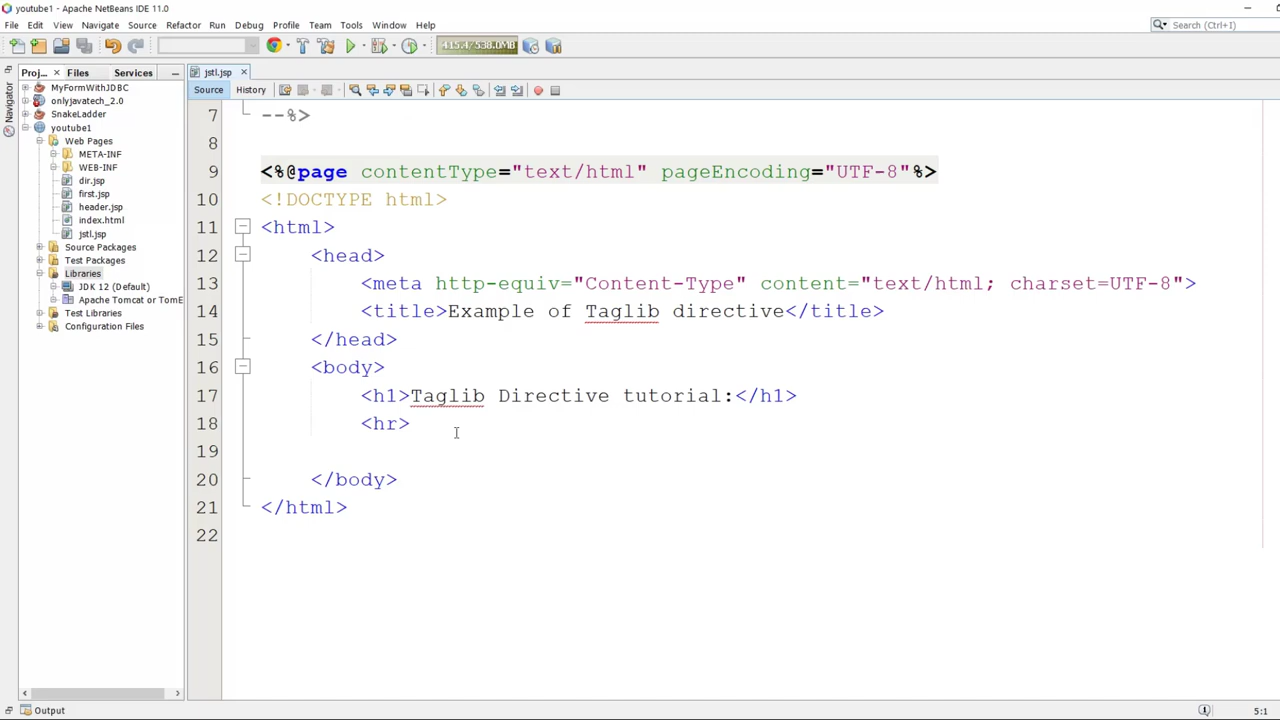 youtube1 - Apache NetBeans IDE 11.0
File Edit View Navigate Source Refactor Run Debug Profile Team Tools Window Help
Search (Ctrl+I)
415.4/538.0MB
Proj... Files Services
jstl.jsp
Source History
Navigator
MyFormWithJDBC
onlyjavatech_2.0
SnakeLadder
youtube1
Web Pages
META-INF
WEB-INF
dir.jsp
first.jsp
header.jsp
index.html
jstl.jsp
Source Packages
Test Packages
Libraries
JDK 12 (Default)
Apache Tomcat or TomE
Test Libraries
Configuration Files
7 --%>
8
9 <%@page contentType="text/html" pageEncoding="UTF-8"%>
10 <!DOCTYPE html>
11 <html>
12 <head>
13 <meta http-equiv="Content-Type" content="text/html; charset=UTF-8">
14 <title>Example of Taglib directive</title>
15 </head>
16 <body>
17 <h1>Taglib Directive tutorial:</h1>
18 <hr>
19
20 </body>
21 </html>
22
Output
5:1